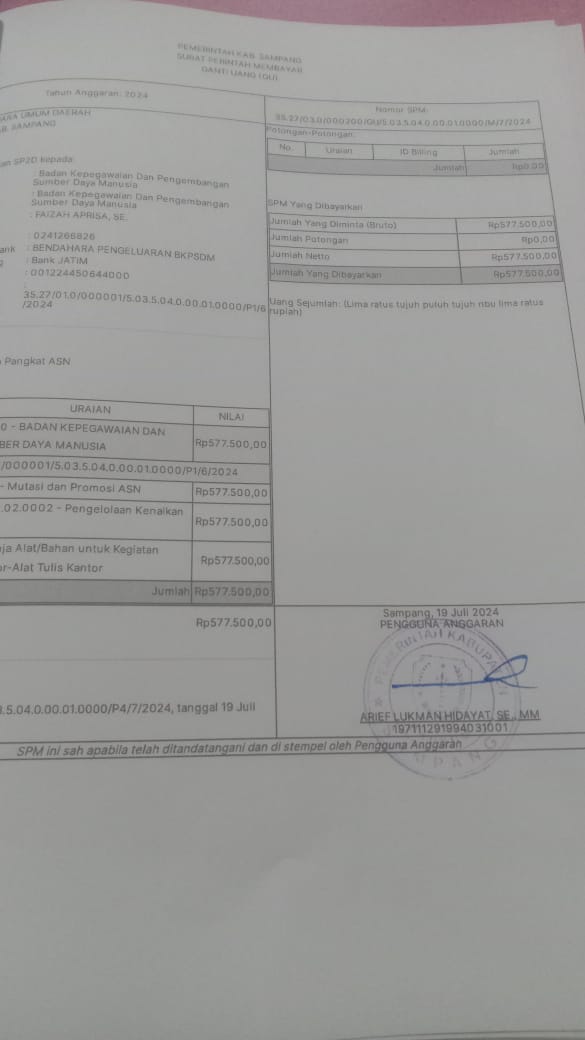 PEMERINTAH KAB. SAMPANG
SURAT PERINTAH MEMBAYAR
GANTI UANG (GU)
Tahun Anggaran: 2024
UMUM DAERAH
SAMPANG
SP2D kepada
: Badan Kepegawaian Dan Pengembangan
Sumber Daya Manusia
: Badan Kepegawaian Dan Pengembangan
Sumber Daya Manusia
: FAIZAH APRISA, SE.
: 0241266826
: BENDAHARA PENGELUARAN BKPSDM
: Bank JATIM
: 001224450644000
:
35.27/01.0/000001/5.03.5.04.0.00.01.0000/P1/6
/2024
Pangkat ASN
URAIAN NILAI
0 - BADAN KEPEGAWAIAN DAN
BER DAYA MANUSIA Rp577.500,00
/000001/5.03.5.04.0.00.01.0000/P1/6/2024
- Mutasi dan Promosi ASN Rp577.500,00
.02.0002 - Pengelolaan Kenaikan Rp577.500,00
ja Alat/Bahan untuk Kegiatan
or-Alat Tulis Kantor Rp577.500,00
Jumlah Rp577.500,00
Rp577.500,00
.5.04.0.00.01.0000/P4/7/2024, tanggal 19 Juli
Nomor SPM:
35.27/03.0/000200/GU/5.03.5.04.0.00.01.0000/M/7/2024
Potongan-Potongan:
No. Uraian ID Billing Jumlah
Jumlah Rp0,00
SPM Yang Dibayarkan
Jumlah Yang Diminta (Bruto) Rp577.500,00
Jumlah Potongan Rp0,00
Jumlah Netto Rp577.500,00
Jumlah Yang Dibayarkan Rp577.500,00
Uang Sejumlah: (Lima ratus tujuh puluh tujuh ribu lima ratus
rupiah)
Sampang, 19 Juli 2024
PENGGUNA ANGGARAN
PEMERINTAH KABUPATEN
ARIEF LUKMAN HIDAYAT, SE., MM
197111291994031001
SPM ini sah apabila telah ditandatangani dan di stempel oleh Pengguna Anggaran